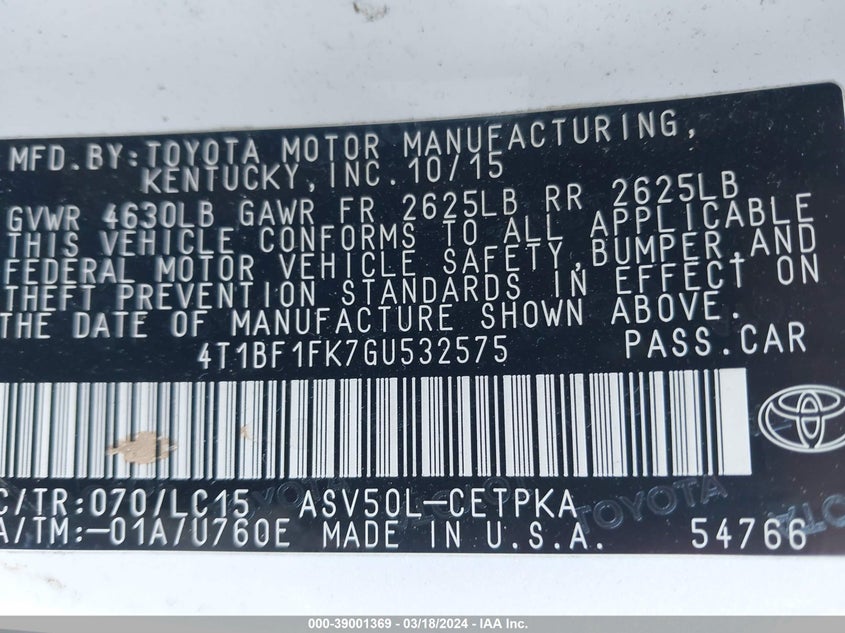 MFD.BY:TOYOTA MOTOR MANUFACTURING,
KENTUCKY,INC.10/15
GVWR 4630LB GAWR FR 2625LB RR 2625LB
THIS VEHICLE CONFORMS TO ALL APPLICABLE
FEDERAL MOTOR VEHICLE SAFETY,BUMPER,AND
THEFT PREVENTION STANDARDS IN EFFECT ON
THE DATE OF MANUFACTURE SHOWN ABOVE.
4T1BF1FK7GU532575 PASS.CAR
C/TR:070/LC15 ASV50L-CETPKA
A/TM:-01A/U760E MADE IN U.S.A. 54766
TOYOTA
000-39001369 | 03/18/2024 | IAA Inc.